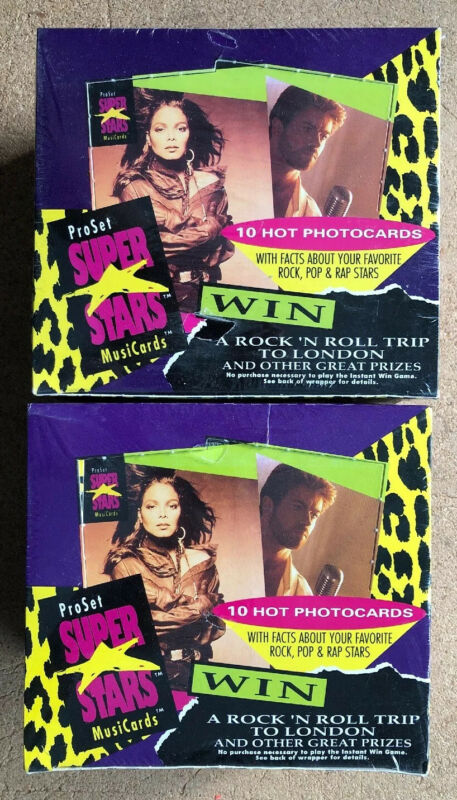 ProSet
SUPER
STARS
MusiCards
10 HOT PHOTOCARDS
WITH FACTS ABOUT YOUR FAVORITE
ROCK, POP & RAP STARS
ProSet
SUPER
STARS™
MusiCards
WIN
A ROCK 'N ROLL TRIP
TO LONDON
AND OTHER GREAT PRIZES
No purchase necessary to play the Instant Win Game.
See back of wrapper for details.
ProSet
SUPER
STARS
MusiCards
10 HOT PHOTOCARDS
WITH FACTS ABOUT YOUR FAVORITE
ROCK, POP & RAP STARS
ProSet
SUPER
STARS™
MusiCards
WIN
A ROCK 'N ROLL TRIP
TO LONDON
AND OTHER GREAT PRIZES
No purchase necessary to play the Instant Win Game.
See back of wrapper for details.